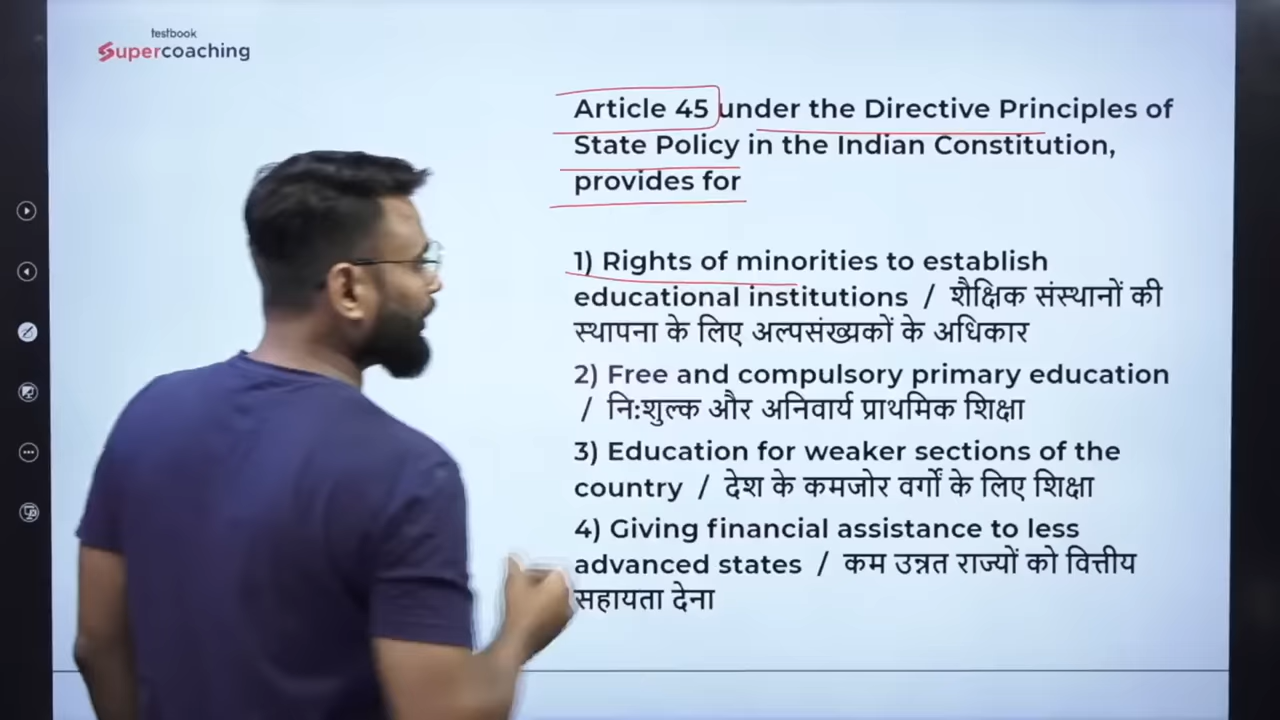 testbook
Supercoaching
Article 45 under the Directive Principles of
State Policy in the Indian Constitution,
provides for
1) Rights of minorities to establish
educational institutions / शैक्षिक संस्थानों की
स्थापना के लिए अल्पसंख्यकों के अधिकार
2) Free and compulsory primary education
/ नि:शुल्क और अनिवार्य प्राथमिक शिक्षा
3) Education for weaker sections of the
country / देश के कमजोर वर्गों के लिए शिक्षा
4) Giving financial assistance to less
advanced states / कम उन्नत राज्यों को वित्तीय
सहायता देना